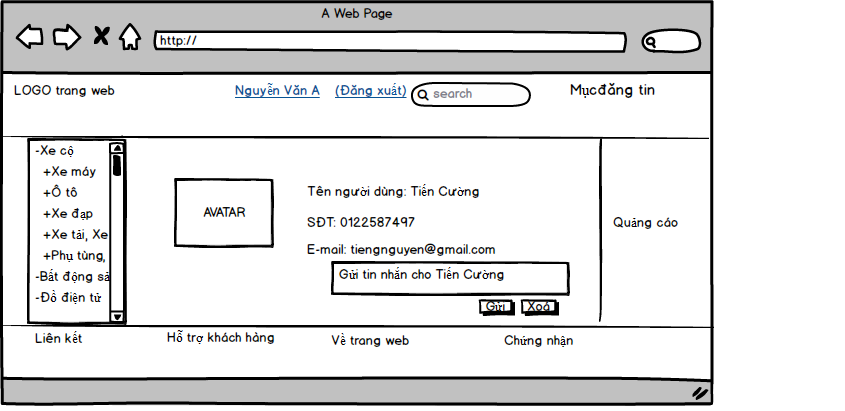 A Web Page
http://
LOGO trang web
Nguyễn Văn A
(Đăng xuất)
search
Mụcđăng tin
-Xe cộ
+Xe máy
+Ô tô
+Xe đạp
+Xe tải, Xe
+Phụ tùng,
-Bất động sả
-Đồ điện tử
AVATAR
Tên người dùng: Tiến Cường
SĐT: 0122587497
E-mail: tiengnguyen@gmail.com
Gửi tin nhắn cho Tiến Cường
Gửi
Xoá
Quảng cáo
Liên kết
Hỗ trợ khách hàng
Về trang web
Chứng nhận